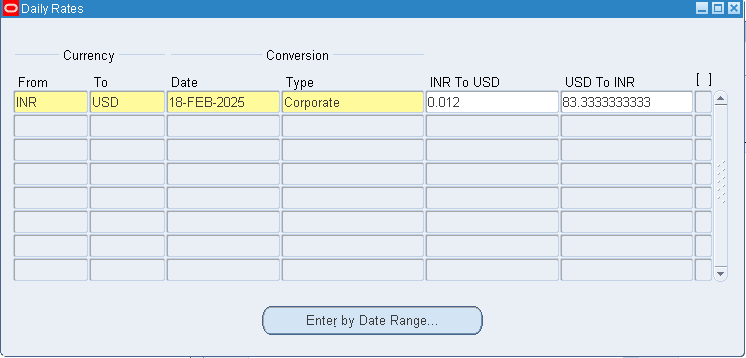 Daily Rates
Currency Conversion
From To Date Type INR To USD USD To INR [ ]
INR USD 18-FEB-2025 Corporate 0.012 83.3333333333
Enter by Date Range...